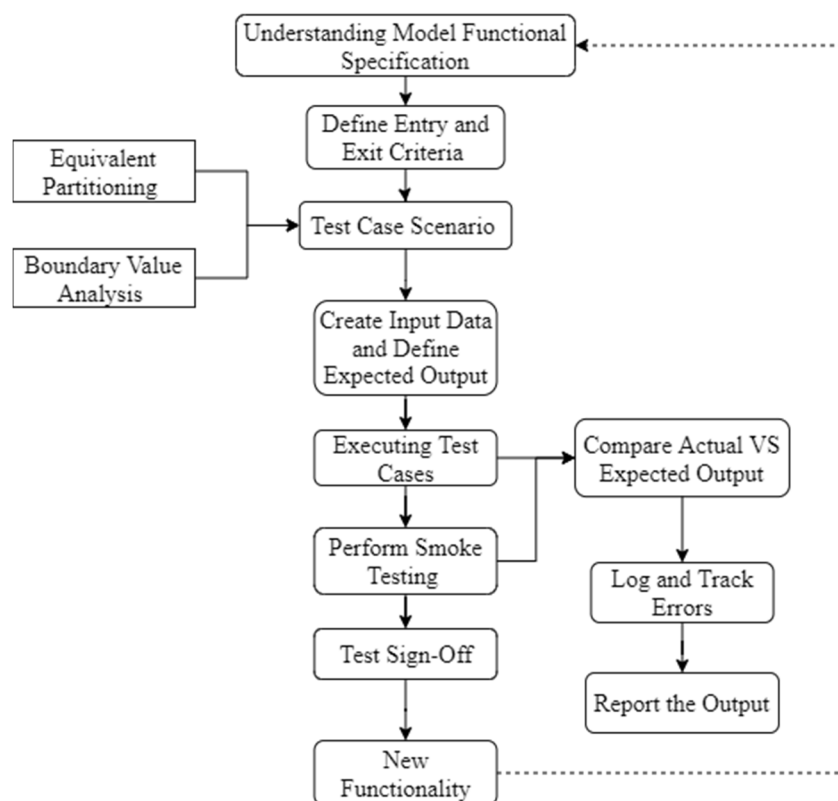 Understanding Model Functional
Specification
Define Entry and
Exit Criteria
Equivalent
Partitioning
Test Case Scenario
Boundary Value
Analysis
Create Input Data
and Define
Expected Output
Executing Test
Cases
Compare Actual VS
Expected Output
Perform Smoke
Testing
Log and Track
Errors
Test Sign-Off
Report the Output
New
Functionality